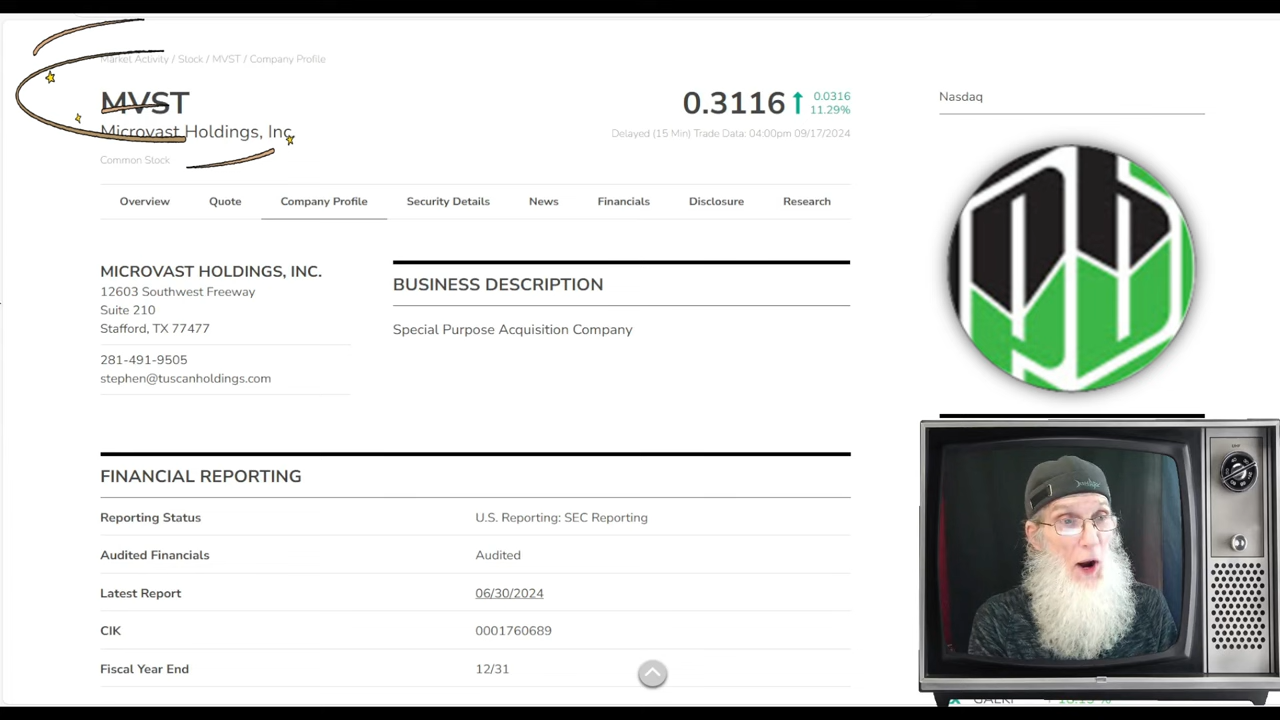 Market Activity / Stock / MVST / Company Profile
MVST
Microvast Holdings, Inc.
Common Stock
0.3116
0.0316
11.29%
Delayed (15 Min) Trade Data: 04:00pm 09/17/2024
Nasdaq
Overview Quote Company Profile Security Details News Financials Disclosure Research
MICROVAST HOLDINGS, INC.
12603 Southwest Freeway
Suite 210
Stafford, TX 77477
281-491-9505
stephen@tuscanholdings.com
BUSINESS DESCRIPTION
Special Purpose Acquisition Company
FINANCIAL REPORTING
Reporting Status U.S. Reporting: SEC Reporting
Audited Financials Audited
Latest Report 06/30/2024
CIK 0001760689
Fiscal Year End 12/31